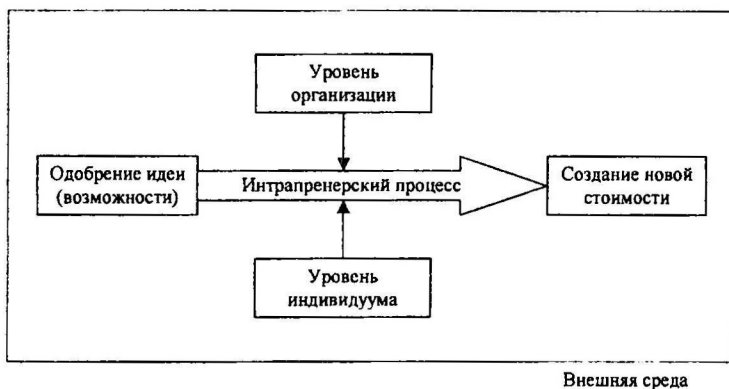 Уровень
организации
Одобрение идеи
(возможности)
Интрапренерский процесс
Создание новой
стоимости
Уровень
индивидуума
Внешняя среда